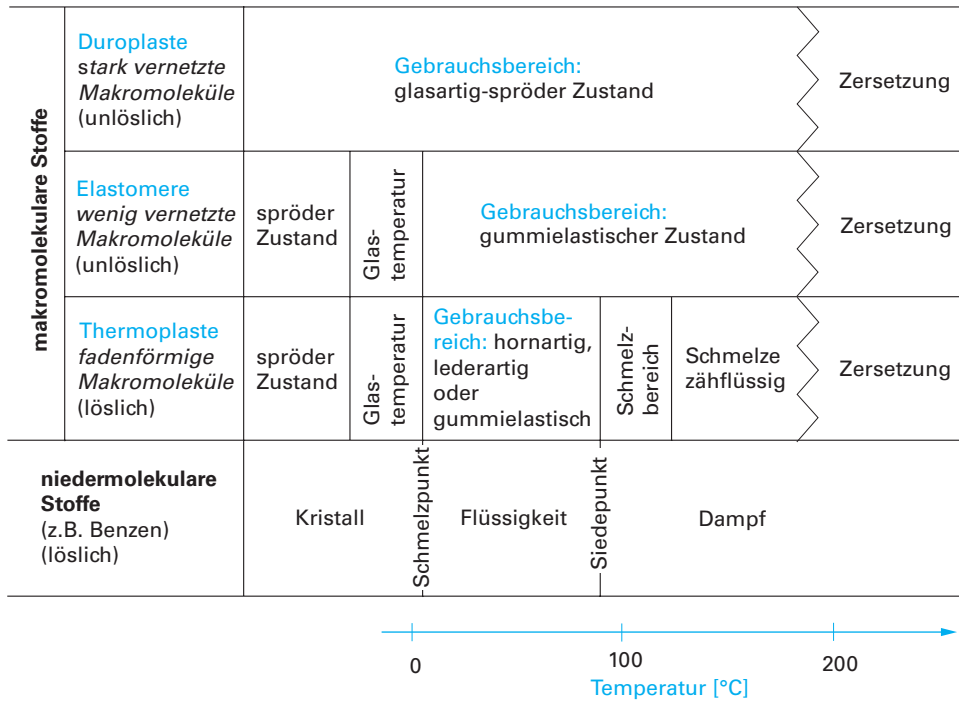 makromolekulare Stoffe
Duroplaste
stark vernetzte
Makromoleküle
(unlöslich)
Gebrauchsbereich:
glasartig-spröder Zustand
Zersetzung
Elastomere
wenig vernetzte
Makromoleküle
(unlöslich)
spröder
Zustand
Glas-
temperatur
Gebrauchsbereich:
gummielastischer Zustand
Zersetzung
Thermoplaste
fadenförmige
Makromoleküle
(löslich)
spröder
Zustand
Glas-
temperatur
Gebrauchsbe-
reich: hornartig,
lederartig
oder
gummielastisch
Schmelz-
bereich
Schmelze
zähflüssig
Zersetzung
niedermolekulare
Stoffe
(z.B. Benzen)
(löslich)
Kristall
Schmelzpunkt
Flüssigkeit
Siedepunkt
Dampf
0
100
200
Temperatur [°C]